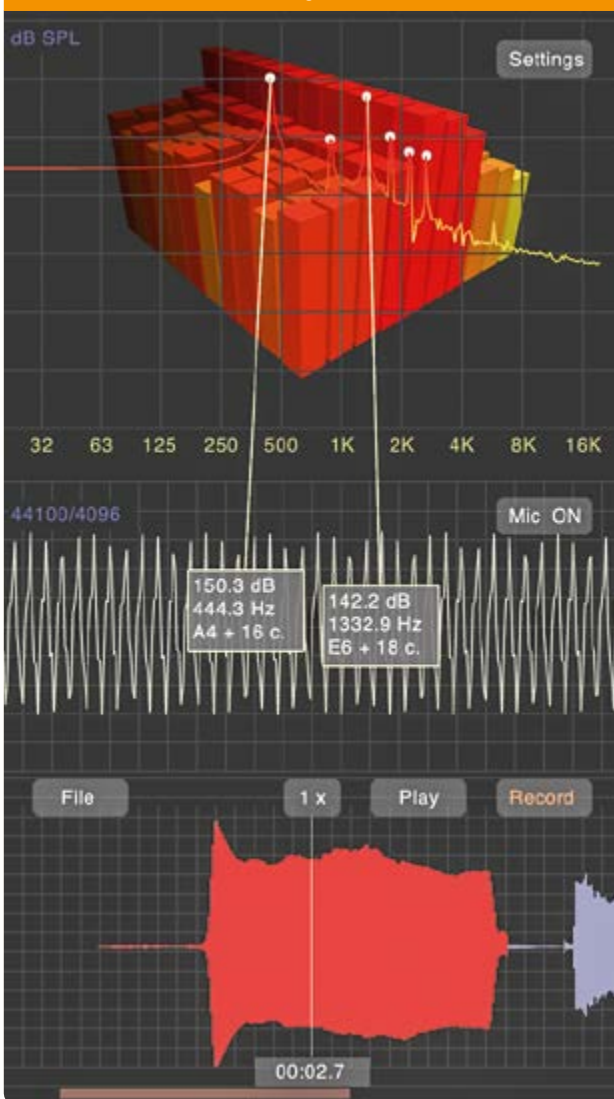 dB SPL
Settings
32 63 125 250 500 1K 2K 4K 8K 16K
44100/4096
Mic ON
150.3 dB
444.3 Hz
A4 + 16 c.
142.2 dB
1332.9 Hz
E6 + 18 c.
File
1 x
Play
Record
00:02.7